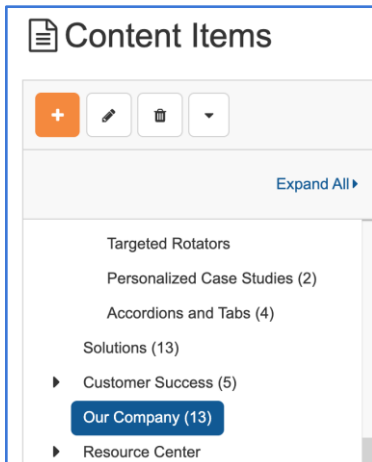 Content Items
Expand All
Targeted Rotators
Personalized Case Studies (2)
Accordions and Tabs (4)
Solutions (13)
Customer Success (5)
Our Company (13)
Resource Center